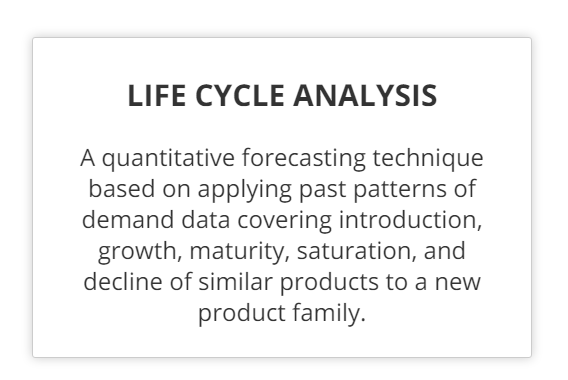 LIFE CYCLE ANALYSIS
A quantitative forecasting technique
based on applying past patterns of
demand data covering introduction,
growth, maturity, saturation, and
decline of similar products to a new
product family.